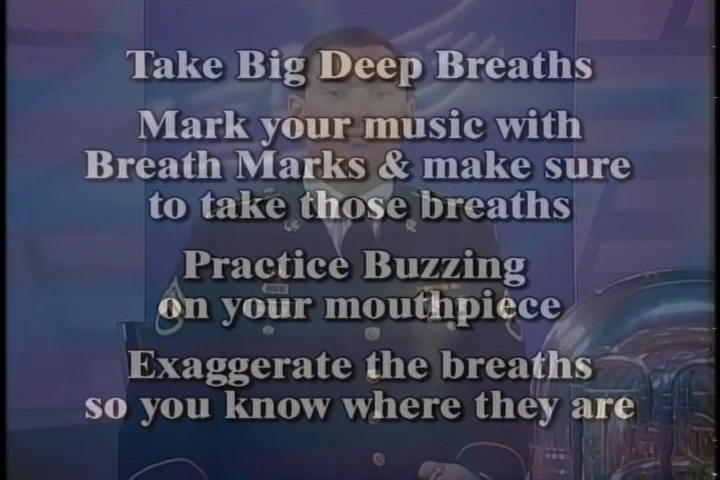 Take Big Deep Breaths
Mark your music with
Breath Marks & make sure
to take those breaths
Practice Buzzing
on your mouthpiece
Exaggerate the breaths
so you know where they are